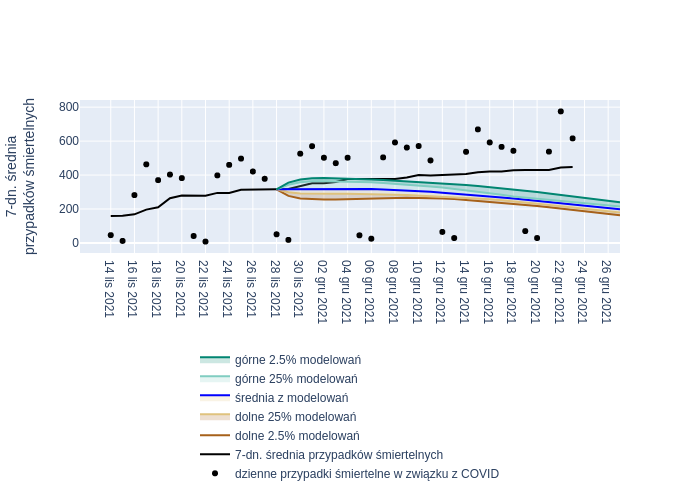 7-dn. średnia
przypadków śmiertelnych
800
600
400
200
0
14 lis 2021
16 lis 2021
18 lis 2021
20 lis 2021
22 lis 2021
24 lis 2021
26 lis 2021
28 lis 2021
30 lis 2021
02 gru 2021
04 gru 2021
06 gru 2021
08 gru 2021
10 gru 2021
12 gru 2021
14 gru 2021
16 gru 2021
18 gru 2021
20 gru 2021
22 gru 2021
24 gru 2021
26 gru 2021
górne 2.5% modelowań
górne 25% modelowań
średnia z modelowań
dolne 25% modelowań
dolne 2.5% modelowań
7-dn. średnia przypadków śmiertelnych
dzienne przypadki śmiertelne w związku z COVID